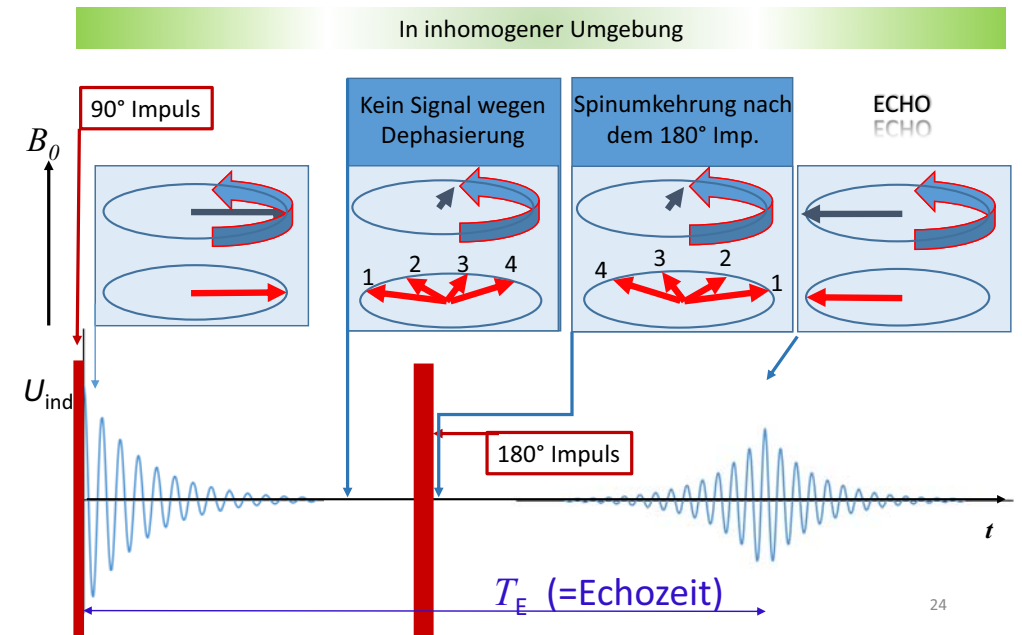 In inhomogener Umgebung
90° Impuls
Kein Signal wegen
Dephasierung
Spinumkehrung nach
dem 180° Imp.
ECHO
ECHO
B0
1 2 3 4
4 3 2 1
Uind
180° Impuls
t
TE (=Echozeit)
24